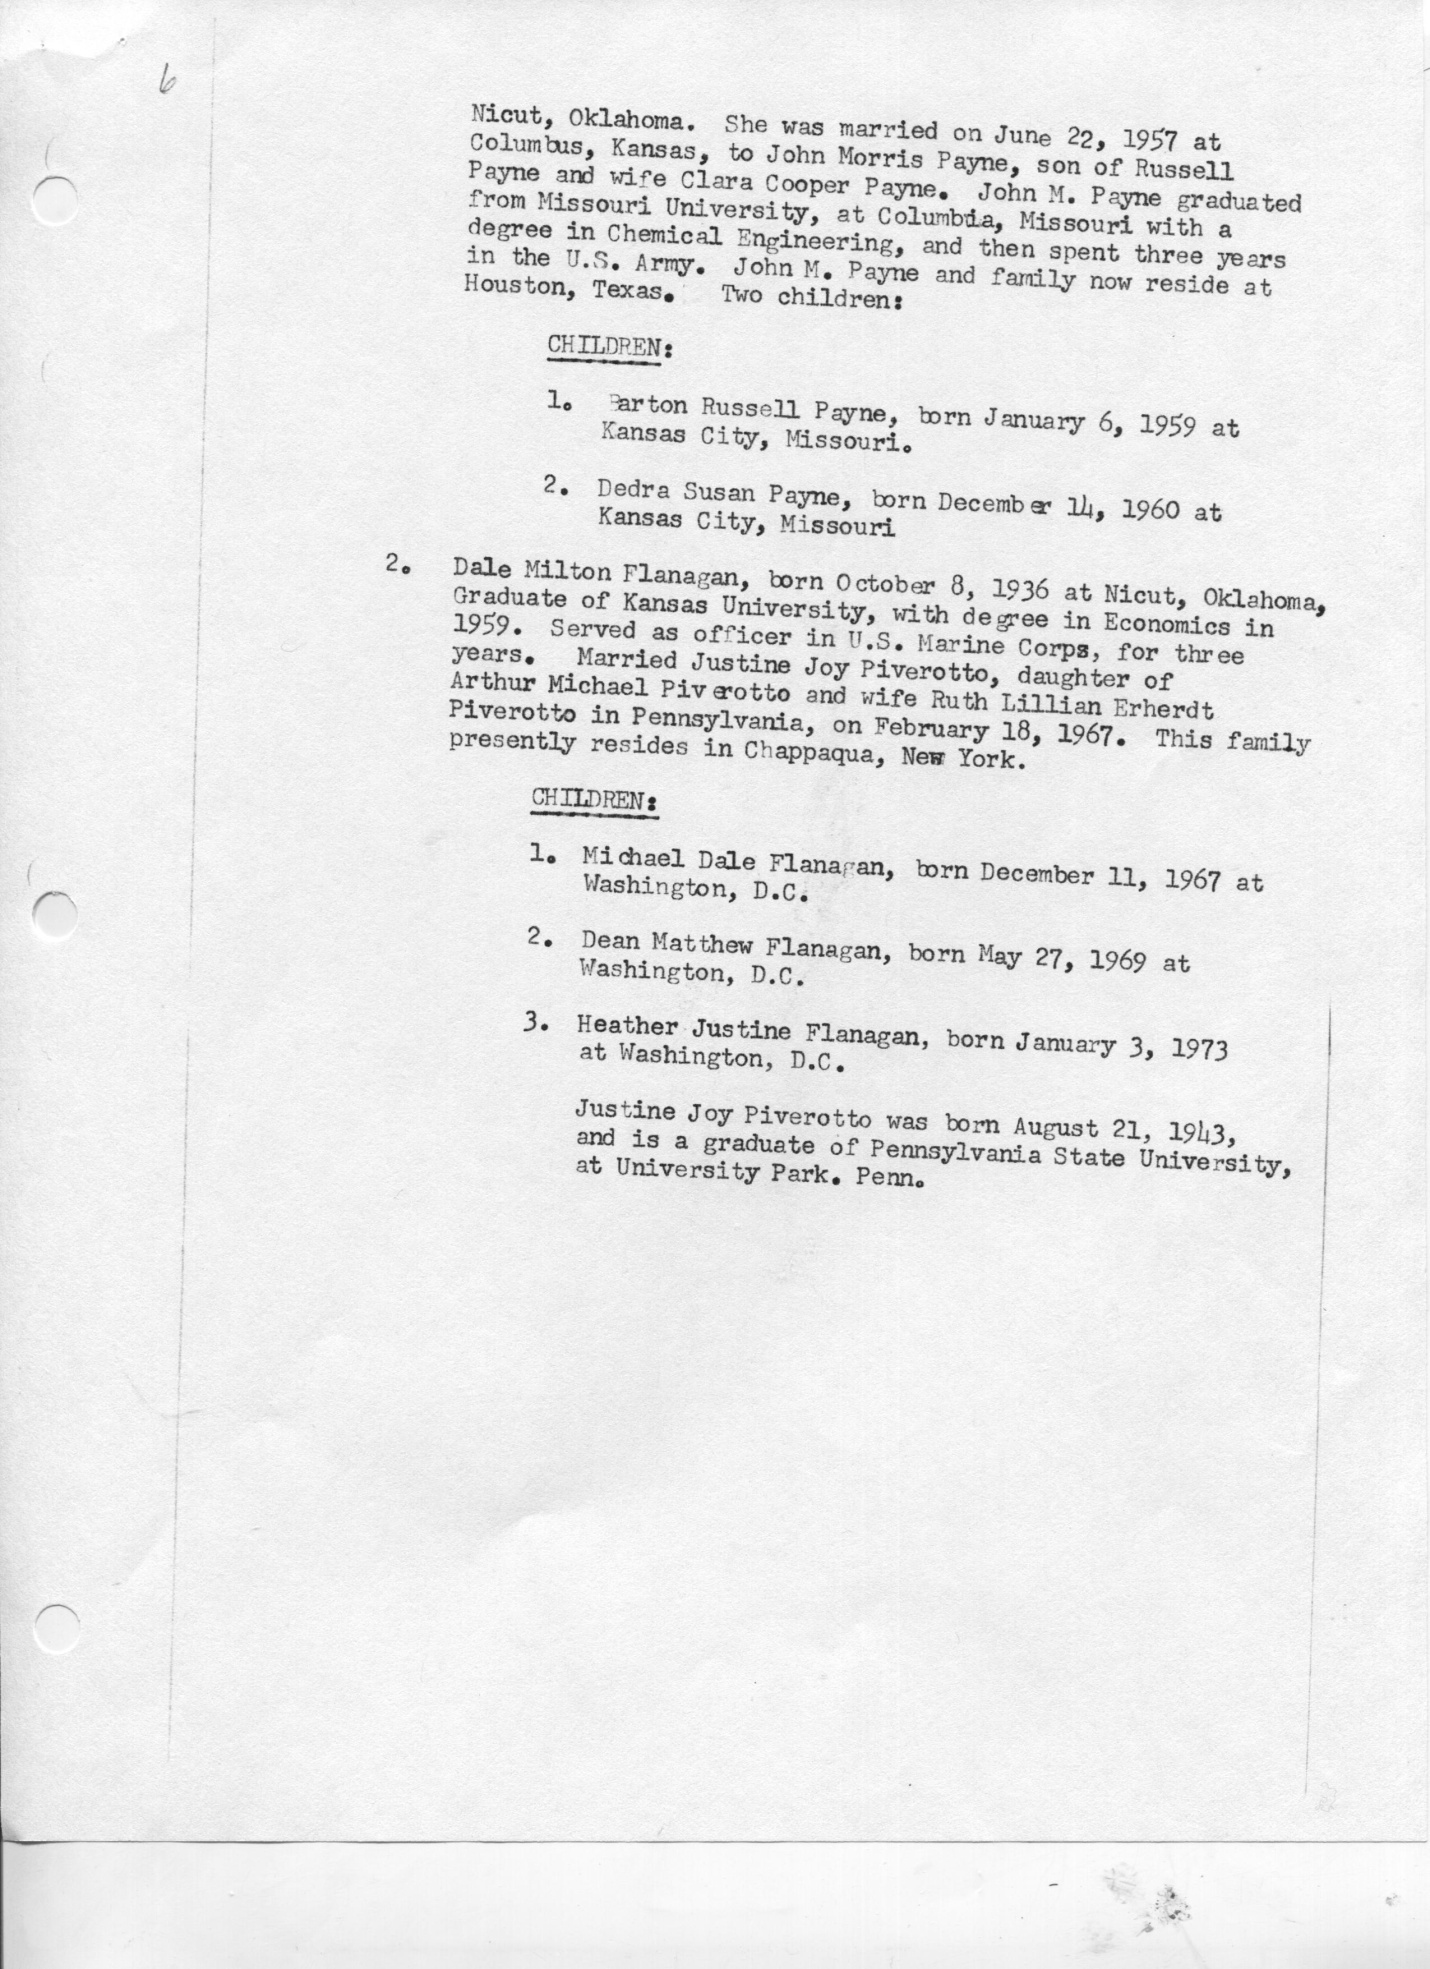 6
Nicut, Oklahoma. She was married on June 22, 1957 at
Columbus, Kansas, to John Morris Payne, son of Russell
Payne and wife Clara Cooper Payne. John M. Payne graduated
from Missouri University, at Columbia, Missouri with a
degree in Chemical Engineering, and then spent three years
in the U.S. Army. John M. Payne and family now reside at
Houston, Texas. Two children:
CHILDREN:
1. Barton Russell Payne, born January 6, 1959 at
Kansas City, Missouri.
2. Dedra Susan Payne, born December 14, 1960 at
Kansas City, Missouri
2. Dale Milton Flanagan, born October 8, 1936 at Nicut, Oklahoma,
Graduate of Kansas University, with degree in Economics in
1959. Served as officer in U.S. Marine Corps, for three
years. Married Justine Joy Piverotto, daughter of
Arthur Michael Piverotto and wife Ruth Lillian Erherdt
Piverotto in Pennsylvania, on February 18, 1967. This family
presently resides in Chappaqua, New York.
CHILDREN:
1. Michael Dale Flanagan, born December 11, 1967 at
Washington, D.C.
2. Dean Matthew Flanagan, born May 27, 1969 at
Washington, D.C.
3. Heather Justine Flanagan, born January 3, 1973
at Washington, D.C.
Justine Joy Piverotto was born August 21, 1943,
and is a graduate of Pennsylvania State University,
at University Park. Penn.